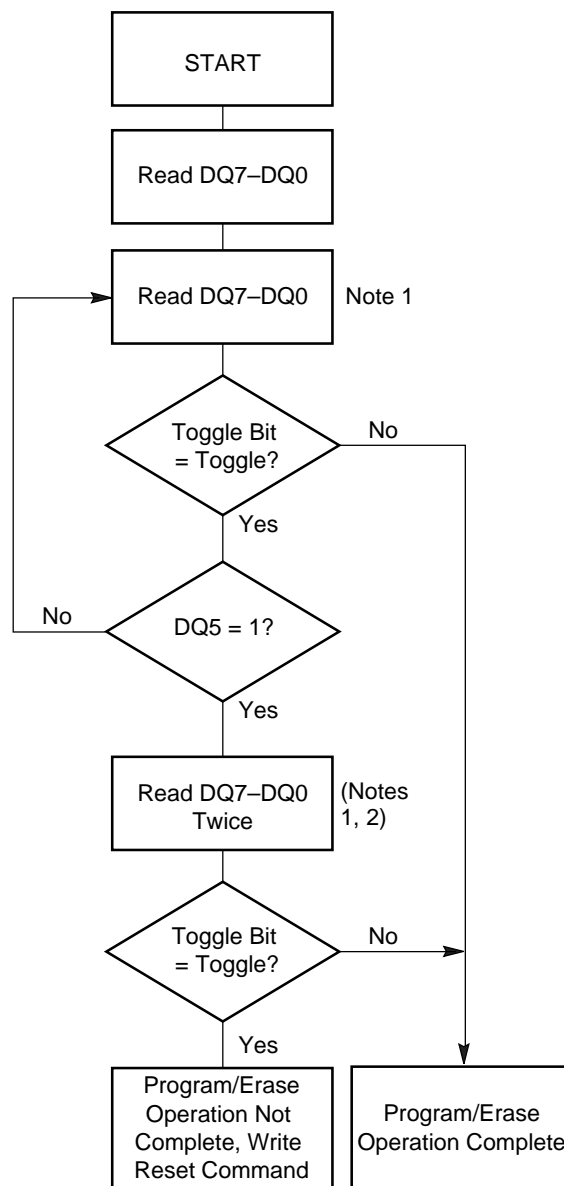 START
Read DQ7–DQ0
Read DQ7–DQ0
Note 1
Toggle Bit
= Toggle?
No
Yes
No
DQ5 = 1?
Yes
Read DQ7–DQ0
Twice
(Notes
1, 2)
Toggle Bit
= Toggle?
No
Yes
Program/Erase
Operation Not
Complete, Write
Reset Command
Program/Erase
Operation Complete